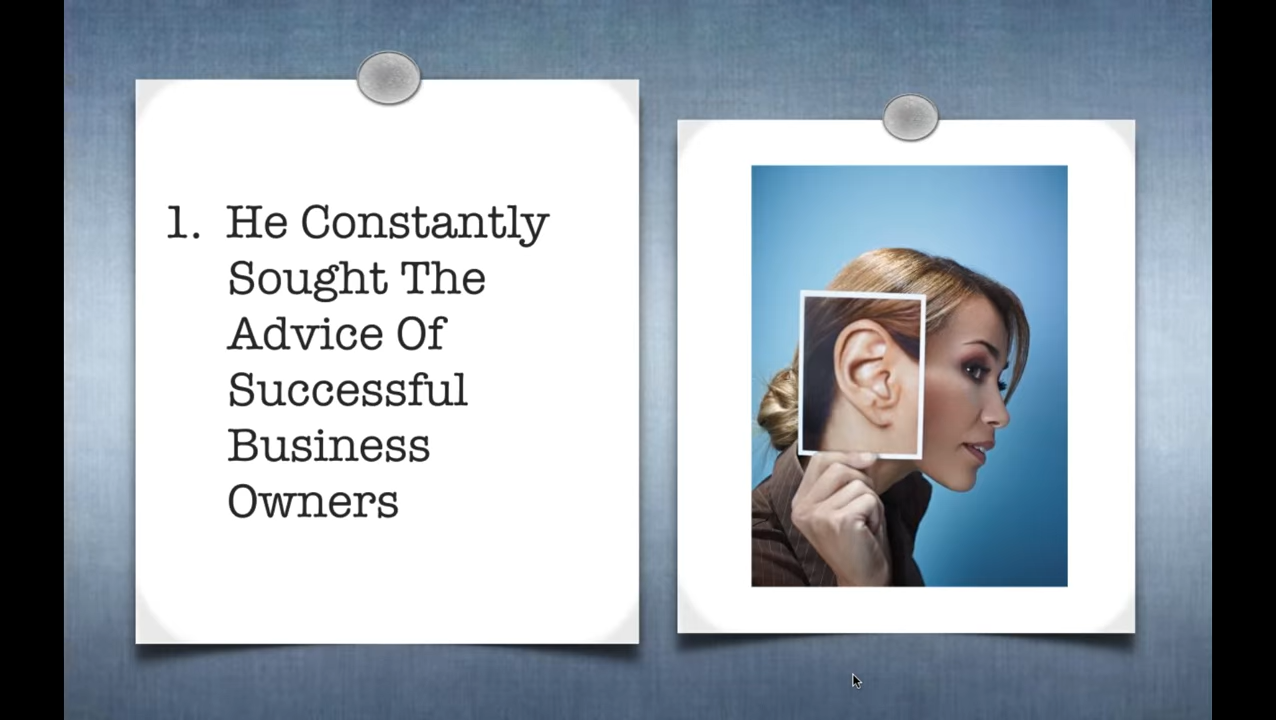 1. He Constantly
Sought The
Advice Of
Successful
Business
Owners